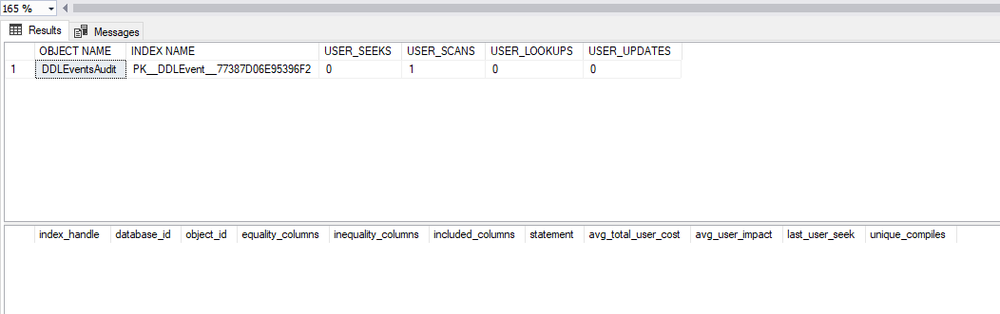 165 %
Results Messages
OBJECT NAME INDEX NAME USER_SEEKS USER_SCANS USER_LOOKUPS USER_UPDATES
1 DDLEventsAudit PK__DDLEvent__77387D06E95396F2 0 1 0 0
index_handle database_id object_id equality_columns inequality_columns included_columns statement avg_total_user_cost avg_user_impact last_user_seek unique_compiles